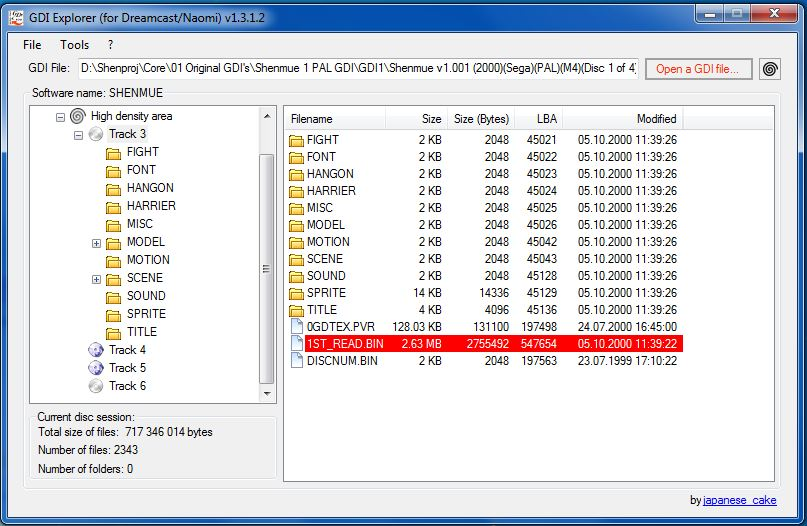 GDI Explorer (for Dreamcast/Naomi) v1.3.1.2
File Tools ?
GDI File: D:\Shenproj\Core\01 Original GDI's\Shenmue 1 PAL GDI\GDI1\Shenmue v1.001 (2000)(Sega)(PAL)(M4)(Disc 1 of 4) Open a GDI file...
Software name: SHENMUE
High density area
Track 3
FIGHT
FONT
HANGON
HARRIER
MISC
MODEL
MOTION
SCENE
SOUND
SPRITE
TITLE
Track 4
Track 5
Track 6
Filename Size Size (Bytes) LBA Modified
FIGHT 2 KB 2048 45021 05.10.2000 11:39:26
FONT 2 KB 2048 45022 05.10.2000 11:39:26
HANGON 2 KB 2048 45023 05.10.2000 11:39:26
HARRIER 2 KB 2048 45024 05.10.2000 11:39:26
MISC 2 KB 2048 45025 05.10.2000 11:39:26
MODEL 2 KB 2048 45026 05.10.2000 11:39:26
MOTION 2 KB 2048 45042 05.10.2000 11:39:26
SCENE 2 KB 2048 45043 05.10.2000 11:39:26
SOUND 2 KB 2048 45128 05.10.2000 11:39:26
SPRITE 14 KB 14336 45129 05.10.2000 11:39:26
TITLE 4 KB 4096 45136 05.10.2000 11:39:26
0GDTEX.PVR 128.03 KB 131100 197498 24.07.2000 16:45:00
1ST_READ.BIN 2.63 MB 2755492 547654 05.10.2000 11:39:22
DISCNUM.BIN 2 KB 2048 197563 23.07.1999 17:10:22
Current disc session:
Total size of files: 717 346 014 bytes
Number of files: 2343
Number of folders: 0
by japanese_cake